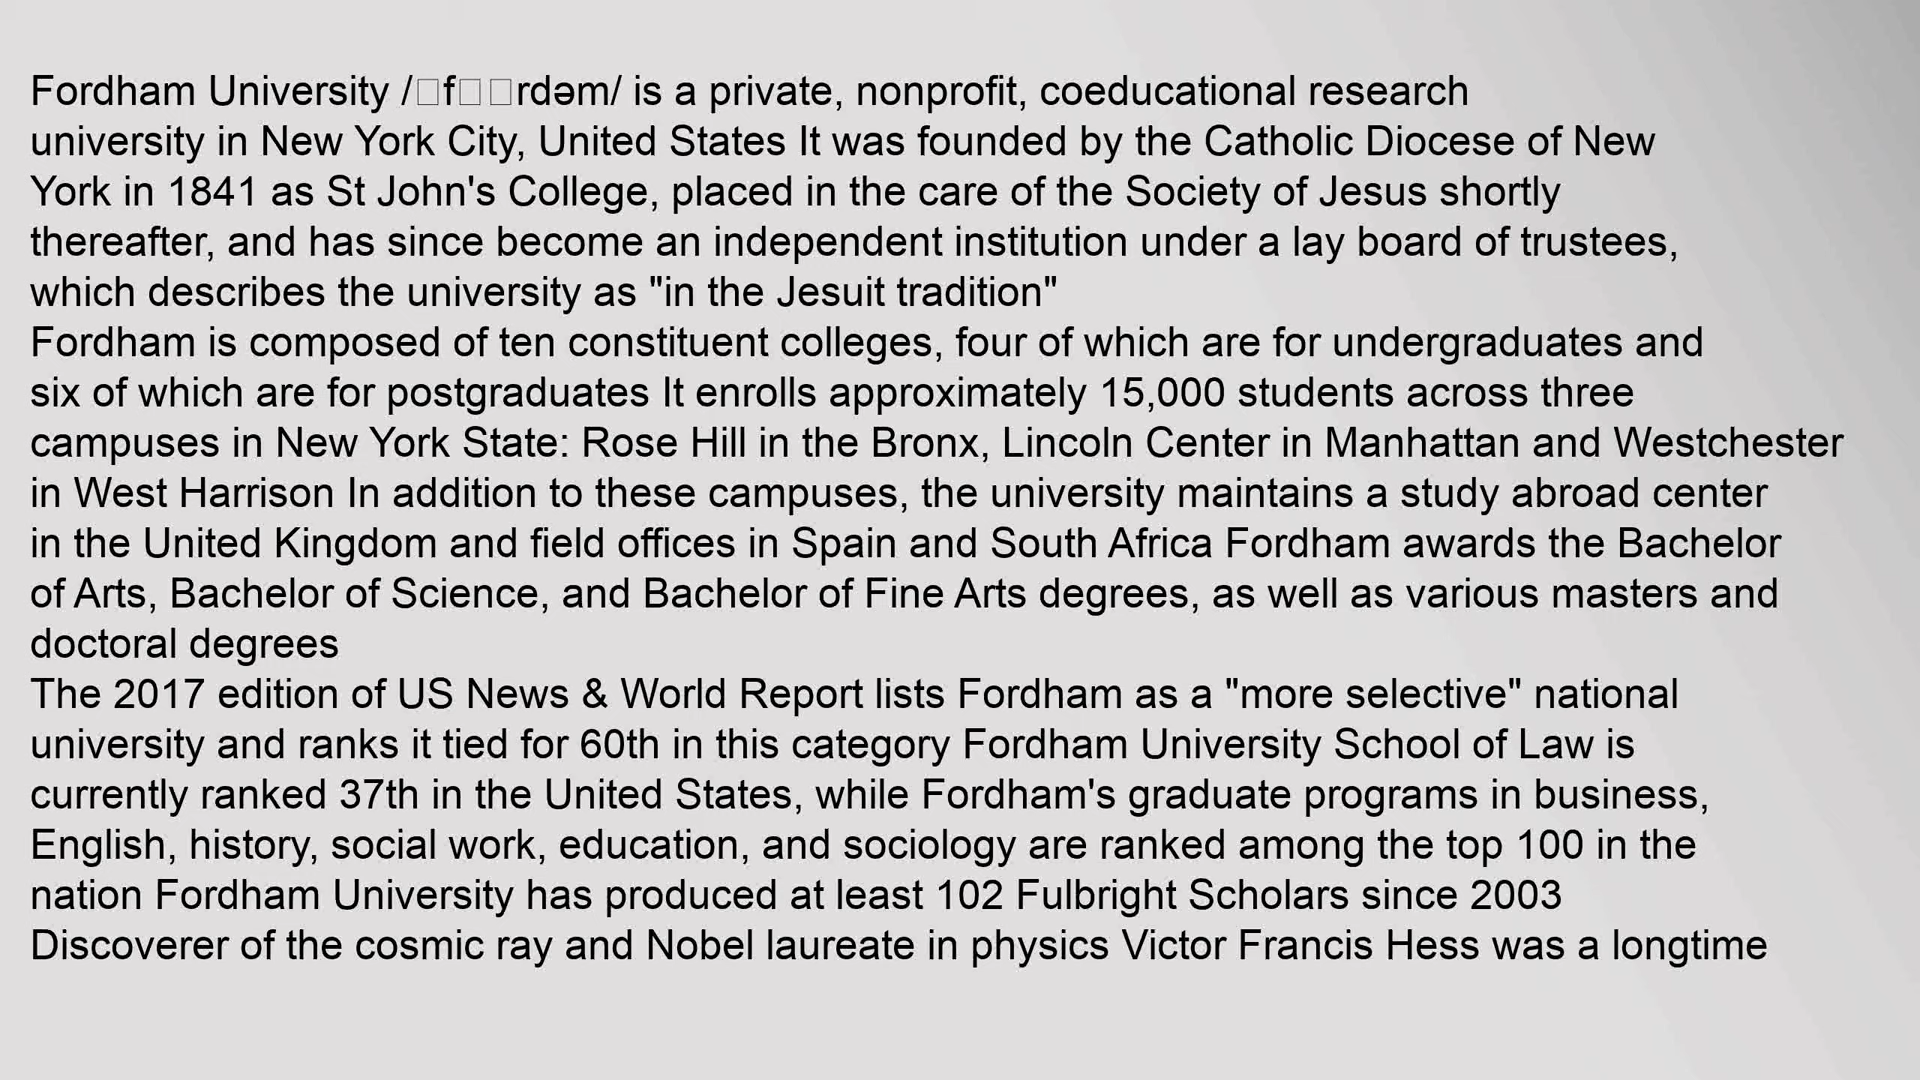 Fordham University /□f□□rdəm/ is a private, nonprofit, coeducational research
university in New York City, United States It was founded by the Catholic Diocese of New
York in 1841 as St John's College, placed in the care of the Society of Jesus shortly
thereafter, and has since become an independent institution under a lay board of trustees,
which describes the university as "in the Jesuit tradition"
Fordham is composed of ten constituent colleges, four of which are for undergraduates and
six of which are for postgraduates It enrolls approximately 15,000 students across three
campuses in New York State: Rose Hill in the Bronx, Lincoln Center in Manhattan and Westchester
in West Harrison In addition to these campuses, the university maintains a study abroad center
in the United Kingdom and field offices in Spain and South Africa Fordham awards the Bachelor
of Arts, Bachelor of Science, and Bachelor of Fine Arts degrees, as well as various masters and
doctoral degrees
The 2017 edition of US News & World Report lists Fordham as a "more selective" national
university and ranks it tied for 60th in this category Fordham University School of Law is
currently ranked 37th in the United States, while Fordham's graduate programs in business,
English, history, social work, education, and sociology are ranked among the top 100 in the
nation Fordham University has produced at least 102 Fulbright Scholars since 2003
Discoverer of the cosmic ray and Nobel laureate in physics Victor Francis Hess was a longtime